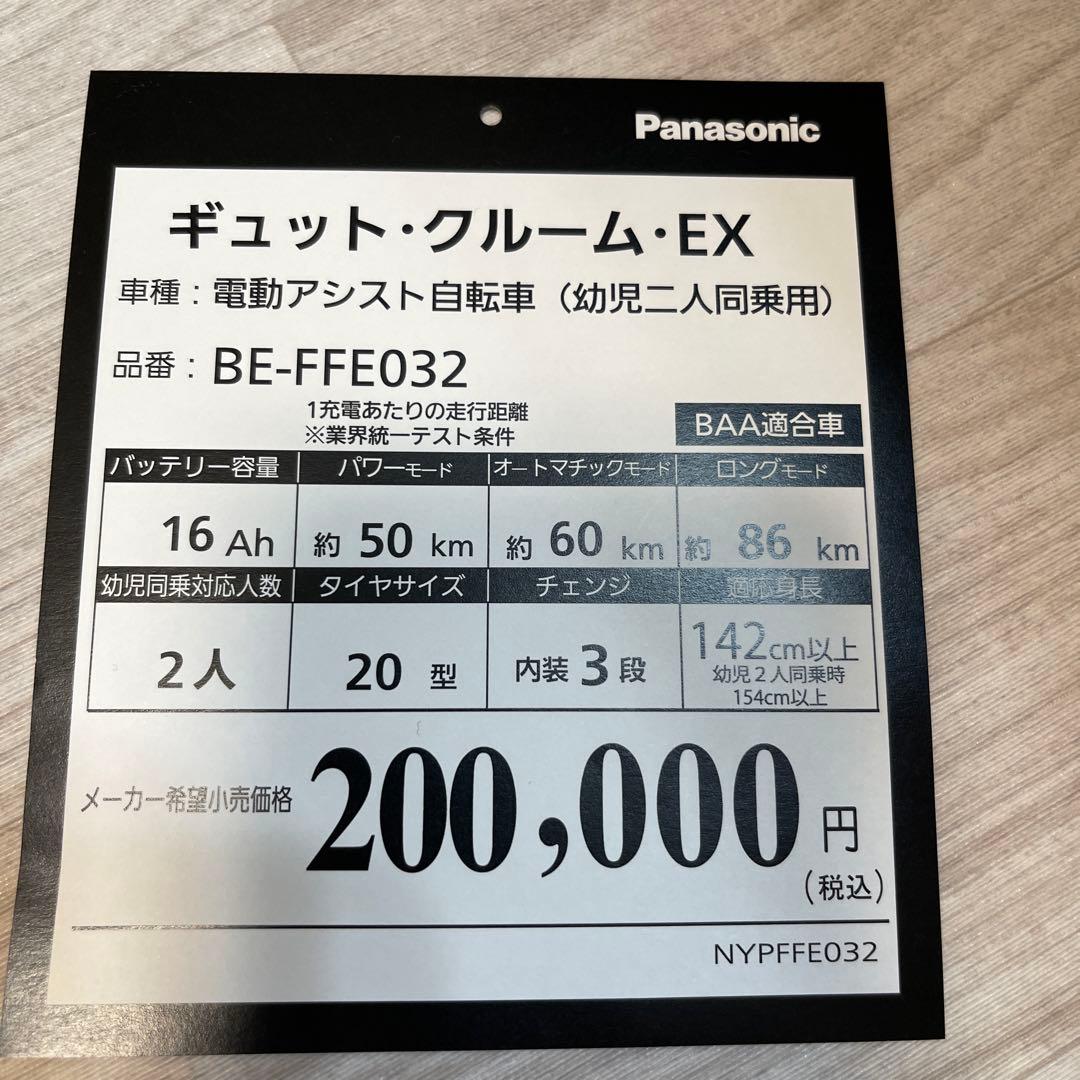 Panasonic
ギュット・クルーム・EX
車種：電動アシスト自転車（幼児二人同乗用）
品番：BE-FFE032
1充電あたりの走行距離
※業界統一テスト条件
BAA適合車
バッテリー容量 パワーモード オートマチックモード ロングモード
16 Ah 約 50 km 約 60 km 約 86 km
幼児同乗対応人数 タイヤサイズ チェンジ 適応身長
2人 20 型 内装 3 段 142cm以上
幼児2人同乗時
154cm以上
メーカー希望小売価格 200,000 円
（税込）
NYPFFE032